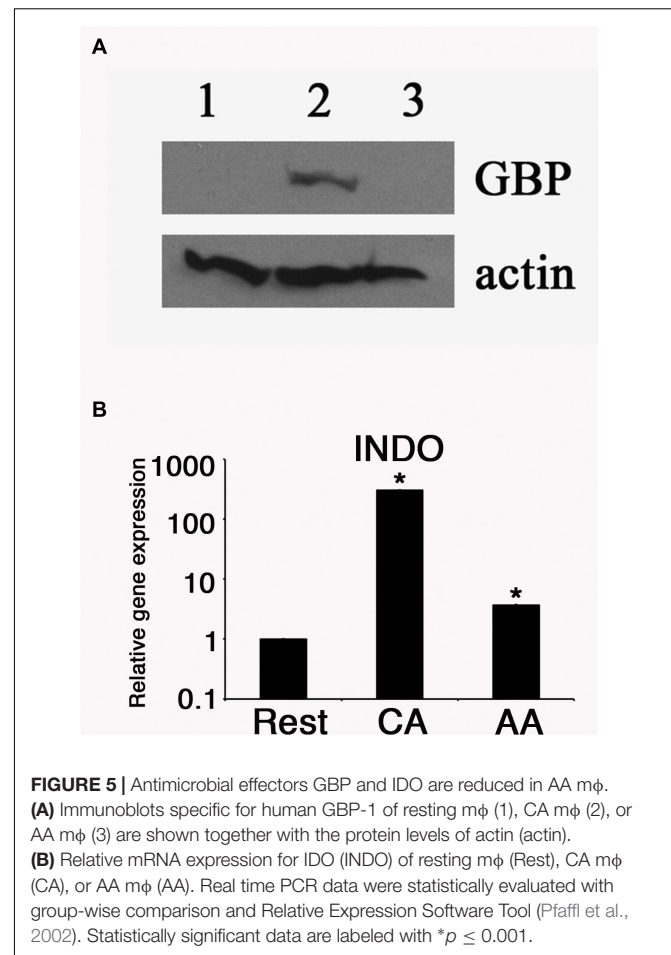 A
1 2 3
GBP
actin
B
INDO
Relative gene expression
1000
100
10
1
0.1
*
*
Rest CA AA
FIGURE 5 | Antimicrobial effectors GBP and IDO are reduced in AA mϕ.
(A) Immunoblots specific for human GBP-1 of resting mϕ (1), CA mϕ (2), or
AA mϕ (3) are shown together with the protein levels of actin (actin).
(B) Relative mRNA expression for IDO (INDO) of resting mϕ (Rest), CA mϕ
(CA), or AA mϕ (AA). Real time PCR data were statistically evaluated with
group-wise comparison and Relative Expression Software Tool (Pfaffl et al.,
2002). Statistically significant data are labeled with *p ≤ 0.001.